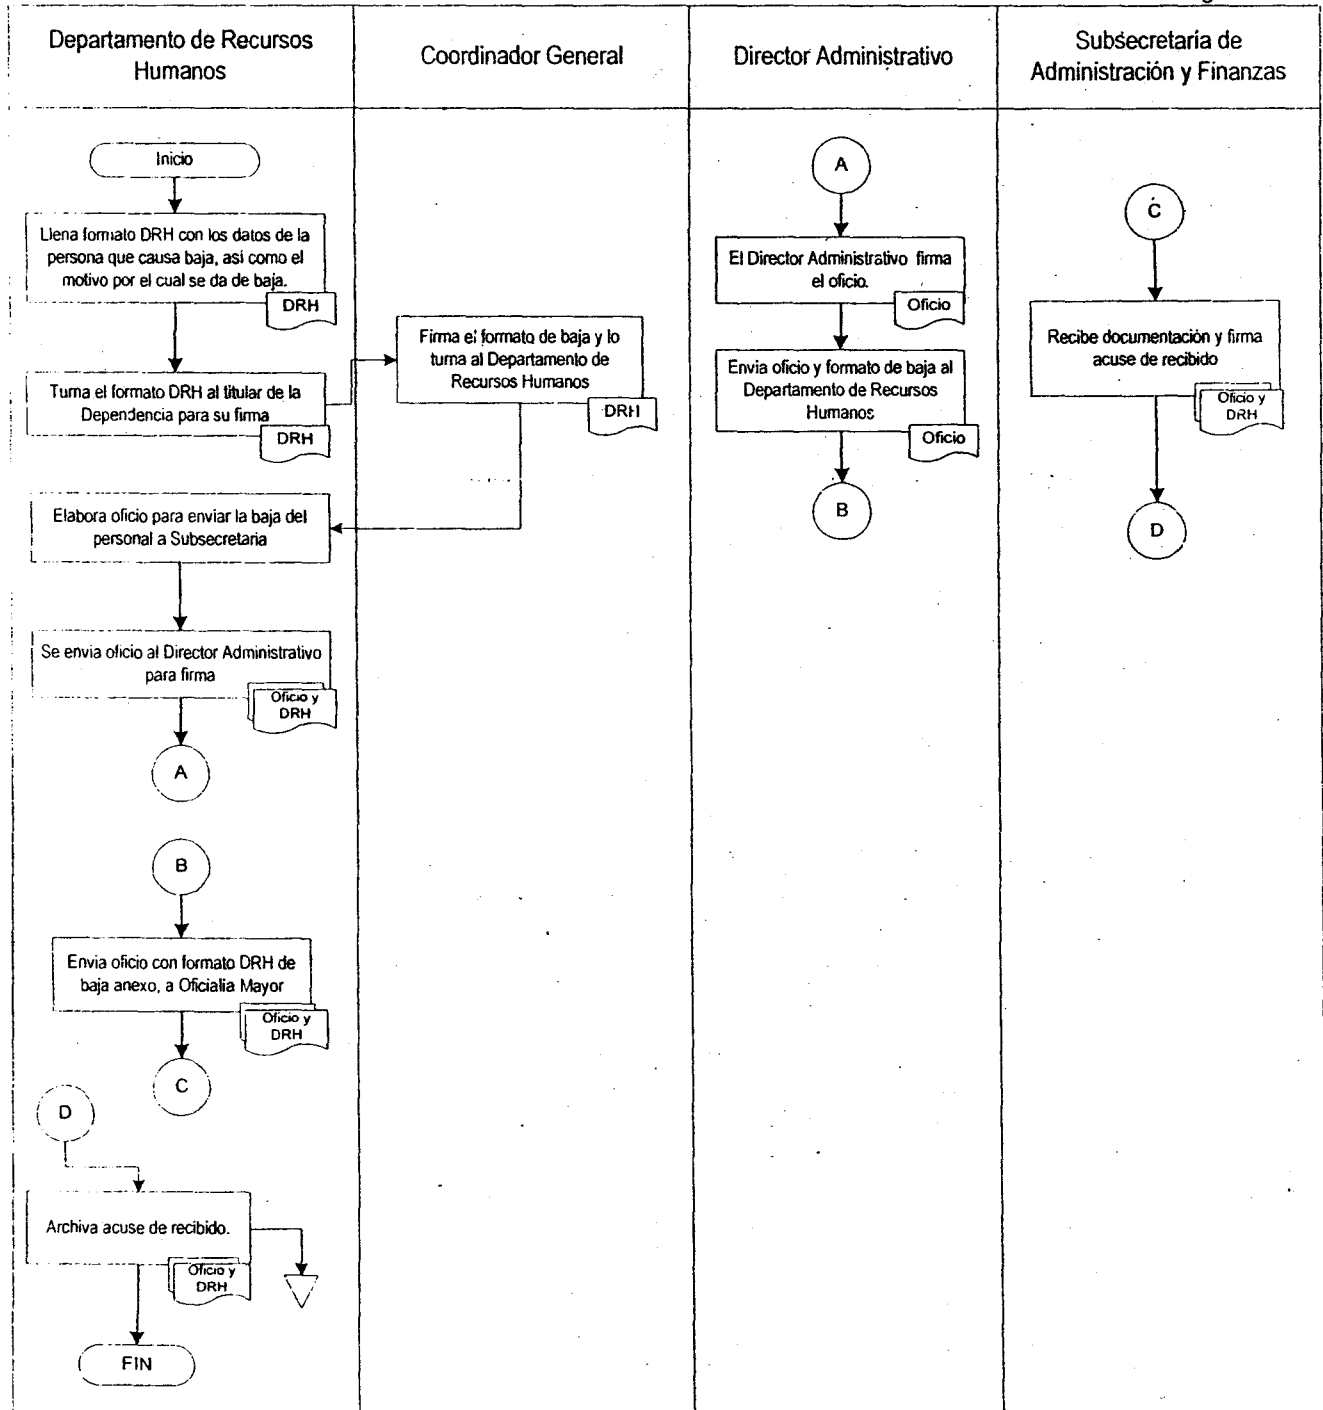 Departamento de Recursos
Humanos
Coordinador General
Director Administrativo
Subsecretaría de
Administración y Finanzas
Inicio
Llena formato DRH con los datos de la
persona que causa baja, así como el
motivo por el cual se da de baja.
DRH
Turna el formato DRH al titular de la
Dependencia para su firma
DRH
Elabora oficio para enviar la baja del
personal a Subsecretaria
Se envia oficio al Director Administrativo
para firma
Oficio y
DRH
A
B
Envia oficio con formato DRH de
baja anexo, a Oficialia Mayor
Oficio y
DRH
C
D
Archiva acuse de recibido.
Oficio y
DRH
FIN
Firma el formato de baja y lo
turna al Departamento de
Recursos Humanos
DRH
A
El Director Administrativo firma
el oficio.
Oficio
Envia oficio y formato de baja al
Departamento de Recursos
Humanos
Oficio
B
C
Recibe documentación y firma
acuse de recibido
Oficio y
DRH
D